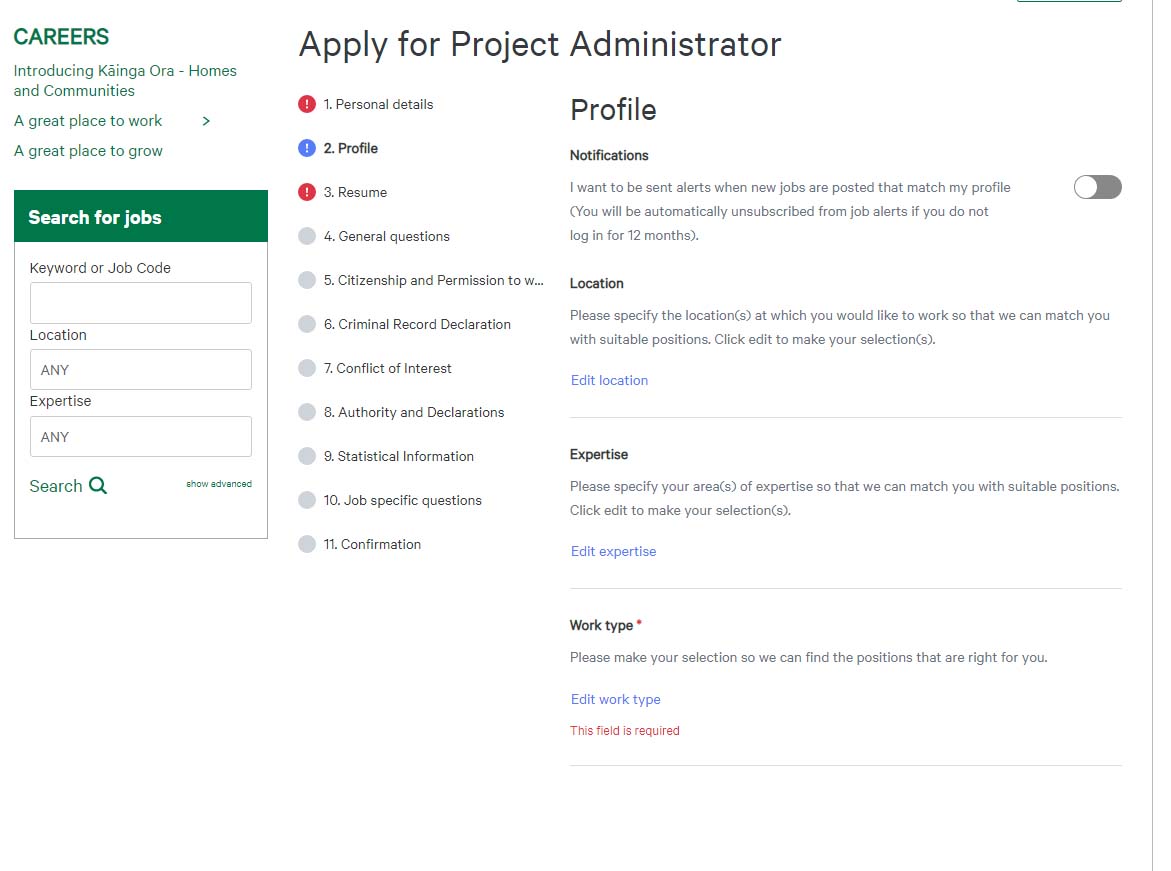 CAREERS
Introducing Kāinga Ora - Homes
and Communities
A great place to work
A great place to grow
Search for jobs
Keyword or Job Code
Location
ANY
Expertise
ANY
Search
show advanced
Apply for Project Administrator
1. Personal details
2. Profile
3. Resume
4. General questions
5. Citizenship and Permission to w...
6. Criminal Record Declaration
7. Conflict of Interest
8. Authority and Declarations
9. Statistical Information
10. Job specific questions
11. Confirmation
Profile
Notifications
I want to be sent alerts when new jobs are posted that match my profile
(You will be automatically unsubscribed from job alerts if you do not
log in for 12 months).
Location
Please specify the location(s) at which you would like to work so that we can match you
with suitable positions. Click edit to make your selection(s).
Edit location
Expertise
Please specify your area(s) of expertise so that we can match you with suitable positions.
Click edit to make your selection(s).
Edit expertise
Work type *
Please make your selection so we can find the positions that are right for you.
Edit work type
This field is required